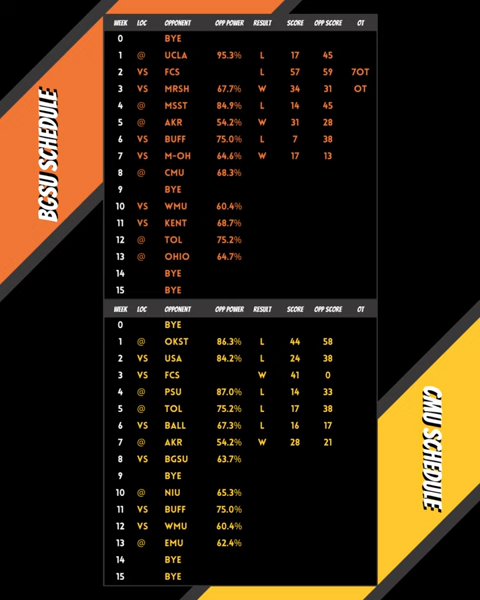 BGSU SCHEDULE
WEEK LOC OPPONENT OPP POWER RESULT SCORE OPP SCORE OT
0 BYE
1 @ UCLA 95.3% L 17 45
2 VS FCS L 57 59 7OT
3 VS MRSH 67.7% W 34 31 OT
4 @ MSST 84.9% L 14 45
5 @ AKR 54.2% W 31 28
6 VS BUFF 75.0% L 7 38
7 VS M-OH 64.6% W 17 13
8 @ CMU 68.3%
9 BYE
10 VS WMU 60.4%
11 VS KENT 68.7%
12 @ TOL 75.2%
13 @ OHIO 64.7%
14 BYE
15 BYE
WEEK LOC OPPONENT OPP POWER RESULT SCORE OPP SCORE OT
0 BYE
1 @ OKST 86.3% L 44 58
2 VS USA 84.2% L 24 38
3 VS FCS W 41 0
4 @ PSU 87.0% L 14 33
5 @ TOL 75.2% L 17 38
6 VS BALL 67.3% L 16 17
7 @ AKR 54.2% W 28 21
8 VS BGSU 63.7%
9 BYE
10 @ NIU 65.3%
11 VS BUFF 75.0%
12 VS WMU 60.4%
13 @ EMU 62.4%
14 BYE
15 BYE
CMU SCHEDULE